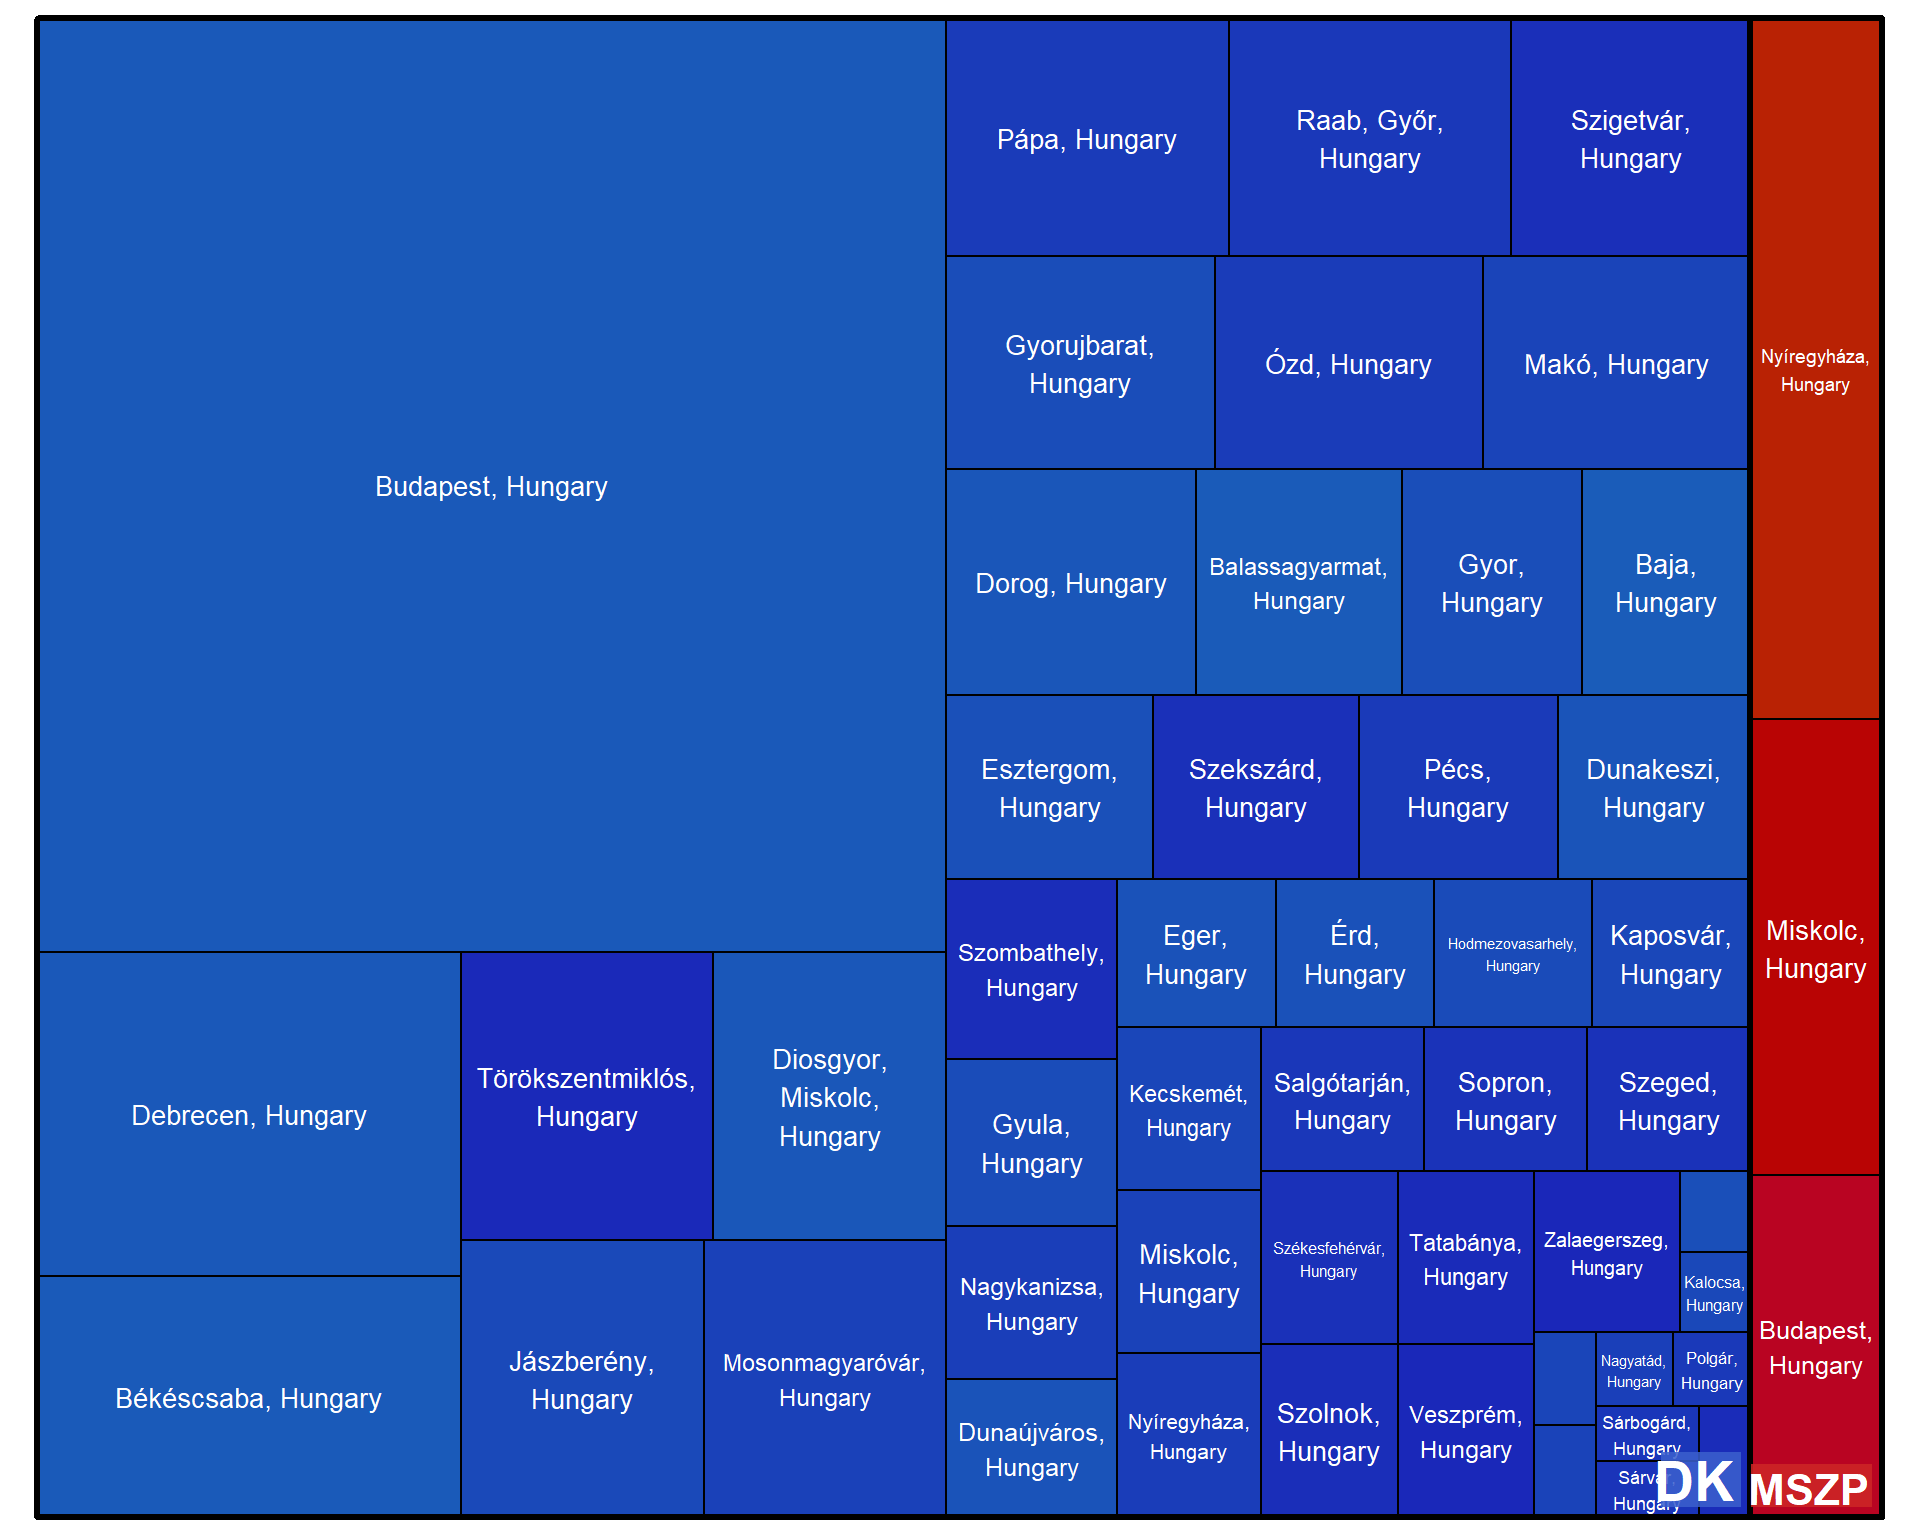 Budapest, Hungary
Debrecen, Hungary
Békéscsaba, Hungary
Törökszentmiklós,
Hungary
Diosgyor,
Miskolc,
Hungary
Jászberény,
Hungary
Mosonmagyaróvár,
Hungary
Pápa, Hungary
Raab, Győr,
Hungary
Szigetvár,
Hungary
Gyorujbarat,
Hungary
Ózd, Hungary
Makó, Hungary
Dorog, Hungary
Balassagyarmat,
Hungary
Gyor,
Hungary
Baja,
Hungary
Esztergom,
Hungary
Szekszárd,
Hungary
Pécs,
Hungary
Dunakeszi,
Hungary
Szombathely,
Hungary
Gyula,
Hungary
Nagykanizsa,
Hungary
Dunaújváros,
Hungary
Eger,
Hungary
Érd,
Hungary
Hodmezovasarhely,
Hungary
Kaposvár,
Hungary
Kecskemét,
Hungary
Miskolc,
Hungary
Nyíregyháza,
Hungary
Salgótarján,
Hungary
Sopron,
Hungary
Szeged,
Hungary
Székesfehérvár,
Hungary
Tatabánya,
Hungary
Zalaegerszeg,
Hungary
Kalocsa,
Hungary
Szolnok,
Hungary
Veszprém,
Hungary
Nagyatád,
Hungary
Polgár,
Hungary
Sárbogárd,
Hungary
Sárvár,
Hungary
DK
Nyíregyháza,
Hungary
Miskolc,
Hungary
Budapest,
Hungary
MSZP